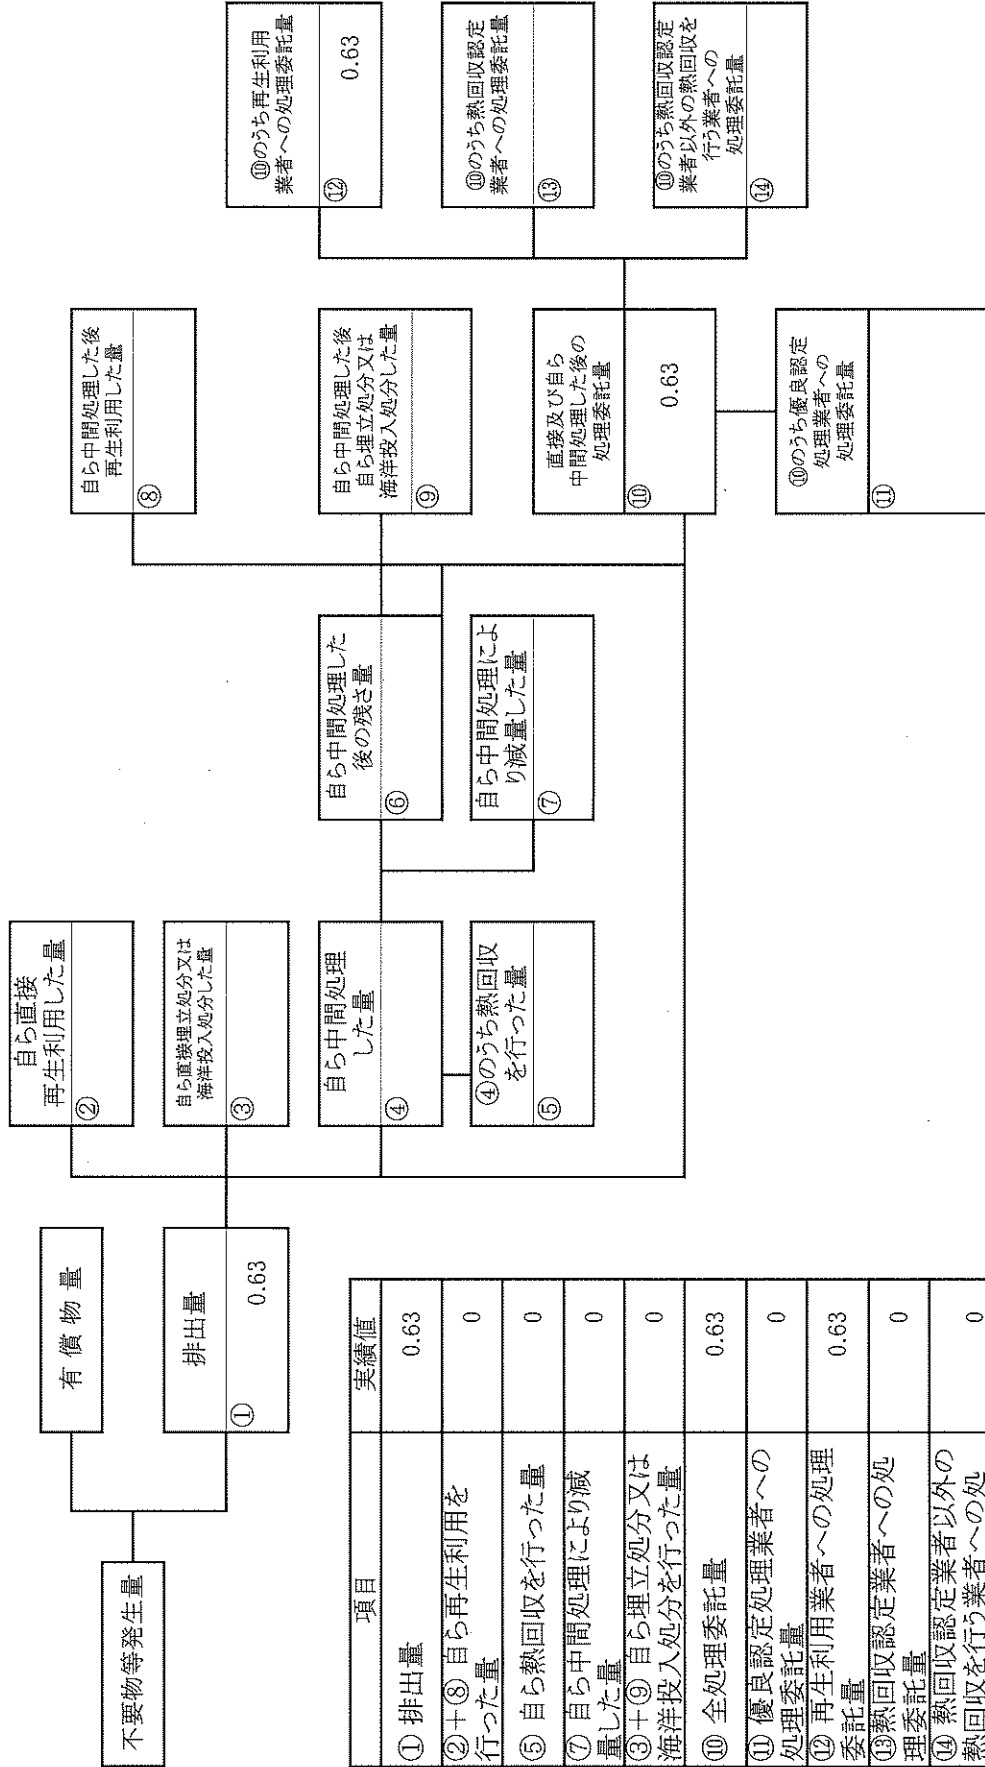 不要物等発生量
有償物量
排出量
①
0.63
自ら直接
再生利用した量
②
自ら直接埋立処分又は
海洋投入処分した量
③
自ら中間処理
した量
④
④のうち熱回収
を行った量
⑤
自ら中間処理した
後の残さ量
⑥
自ら中間処理によ
り減量した量
⑦
自ら中間処理した後
再生利用した量
⑧
自ら中間処理した後
自ら埋立処分又は
海洋投入処分した量
⑨
直接及び自ら
中間処理した後の
処理委託量
⑩
0.63
⑩のうち優良認定
処理業者への
処理委託量
⑪
⑩のうち再生利用
業者への処理委託量
⑫
0.63
⑩のうち熱回収認定
業者への処理委託量
⑬
⑩のうち熱回収認定
業者以外の熱回収を
行う業者への
処理委託量
⑭
項目 実績値
① 排出量 0.63
②＋⑧ 自ら再生利用を
行った量 0
⑤ 自ら熱回収を行った量 0
⑦ 自ら中間処理により減
量した量 0
③＋⑨ 自ら埋立処分又は
海洋投入処分を行った量 0
⑩ 全処理委託量 0.63
⑪ 優良認定処理業者への
処理委託量 0
⑫ 再生利用業者への処理
委託量 0.63
⑬熱回収認定業者への処
理委託量 0
⑭ 熱回収認定業者以外の
熱回収を行う業者への処 0